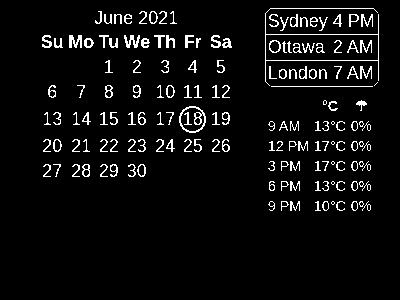 June 2021
Su Mo Tu We Th Fr Sa
1 2 3 4 5
6 7 8 9 10 11 12
13 14 15 16 17 18 19
20 21 22 23 24 25 26
27 28 29 30
Sydney 4 PM
Ottawa 2 AM
London 7 AM
°C ☂
9 AM 13°C 0%
12 PM 17°C 0%
3 PM 17°C 0%
6 PM 13°C 0%
9 PM 10°C 0%